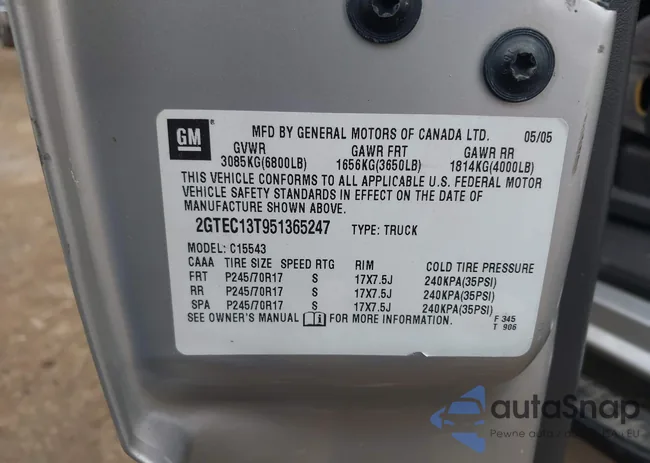 GM
MFD BY GENERAL MOTORS OF CANADA LTD. 05/05
GVWR GAWR FRT GAWR RR
3085KG(6800LB) 1656KG(3650LB) 1814KG(4000LB)
THIS VEHICLE CONFORMS TO ALL APPLICABLE U.S. FEDERAL MOTOR
VEHICLE SAFETY STANDARDS IN EFFECT ON THE DATE OF
MANUFACTURE SHOWN ABOVE.
2GTEC13T951365247 TYPE: TRUCK
MODEL: C15543
CAAA TIRE SIZE SPEED RTG RIM COLD TIRE PRESSURE
FRT P245/70R17 S 17X7.5J 240KPA(35PSI)
RR P245/70R17 S 17X7.5J 240KPA(35PSI)
SPA P245/70R17 S 17X7.5J 240KPA(35PSI)
SEE OWNER'S MANUAL FOR MORE INFORMATION.
F 345
T 906
autaSnap
Pewne auto z USA i EU